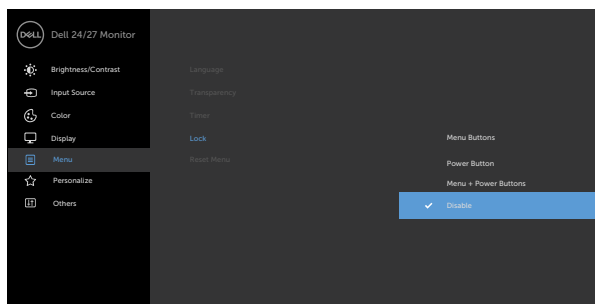 DELL
Dell 24/27 Monitor
Brightness/Contrast
Input Source
Color
Display
Menu
Personalize
Others
Language
Transparency
Timer
Lock
Reset Menu
Menu Buttons
Power Button
Menu + Power Buttons
Disable